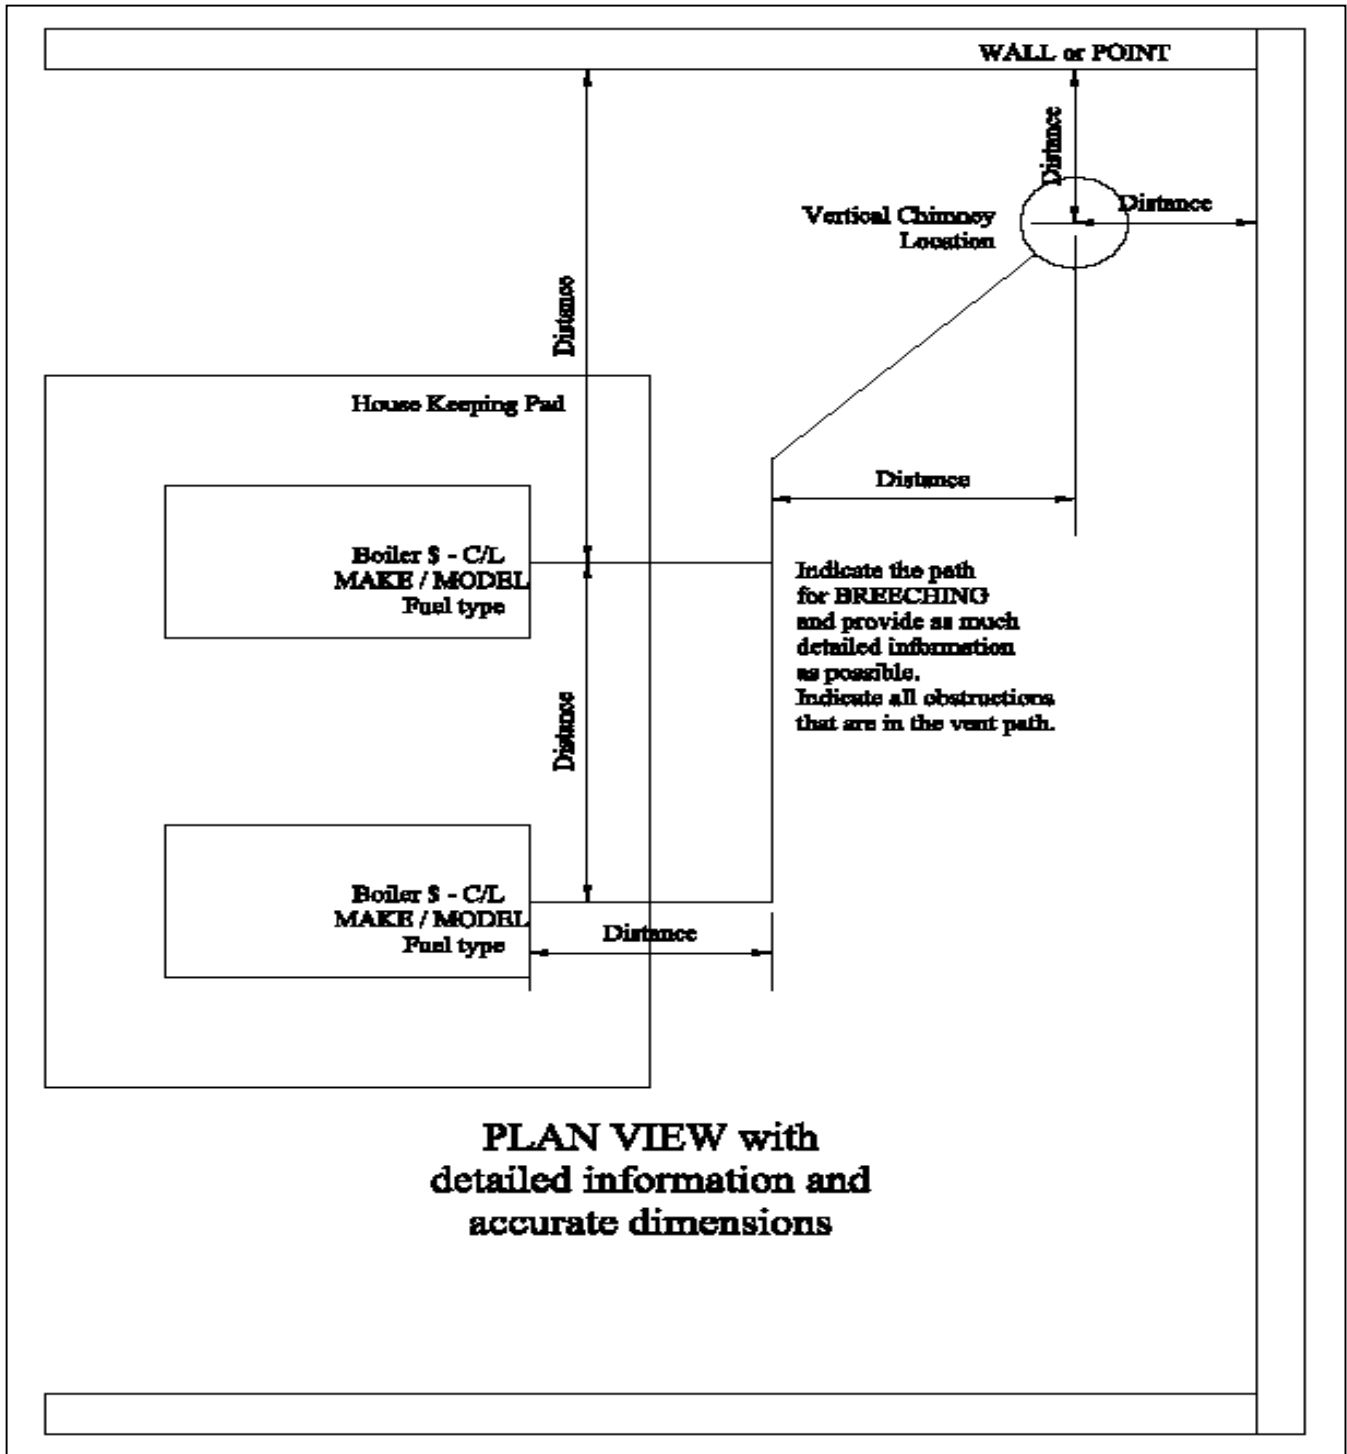 WALL or POINT
Distance
Distance
Vertical Chimney
Location
Distance
House Keeping Pad
Distance
Boiler $ - C/L
MAKE / MODEL
Fuel type
Indicate the path
for BREECHING
and provide as much
detailed information
as possible.
Indicate all obstructions
that are in the vent path.
Distance
Boiler $ - C/L
MAKE / MODEL
Fuel type
Distance
PLAN VIEW with
detailed information and
accurate dimensions